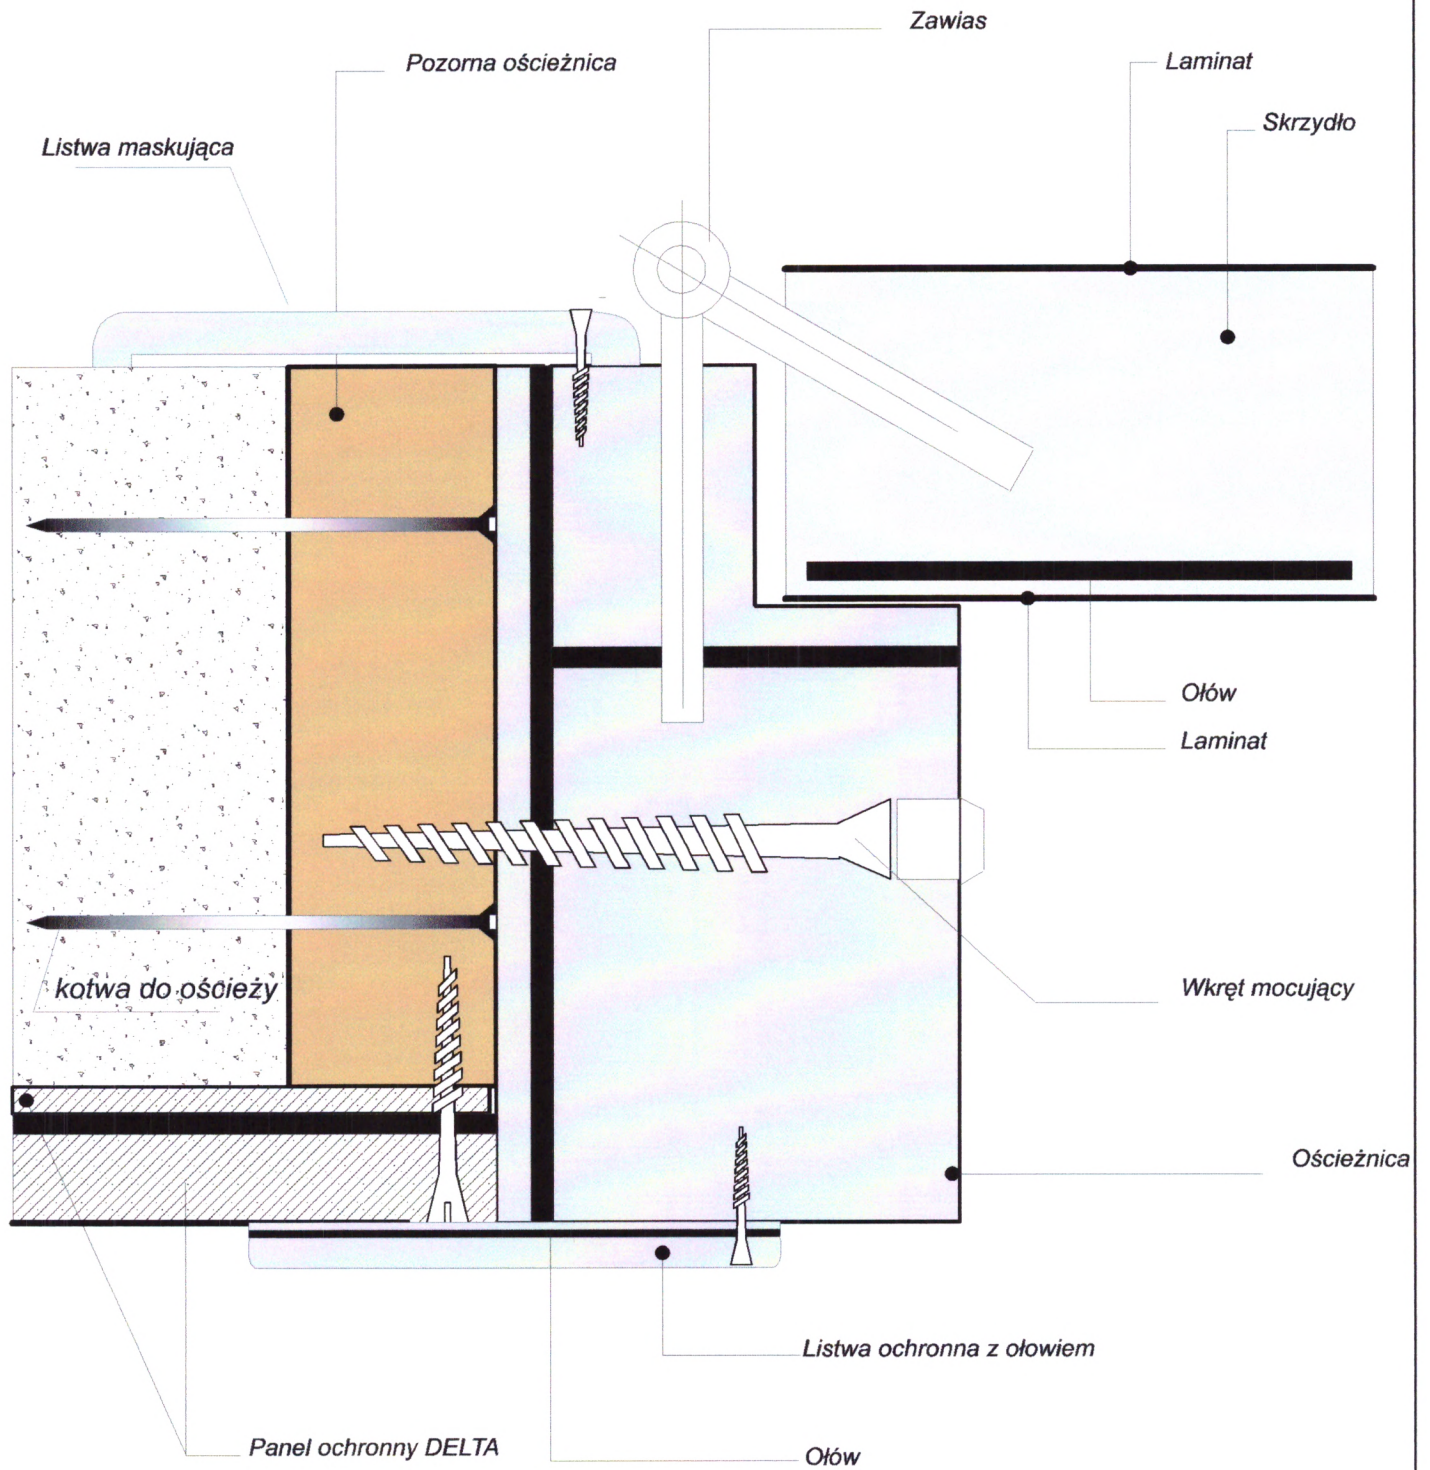 Zawias
Pozorna ościeżnica
Laminat
Skrzydło
Listwa maskująca
Ołów
Laminat
kotwa do ościeży
Wkręt mocujący
Ościeżnica
Listwa ochronna z ołowiem
Panel ochronny DELTA
Ołów